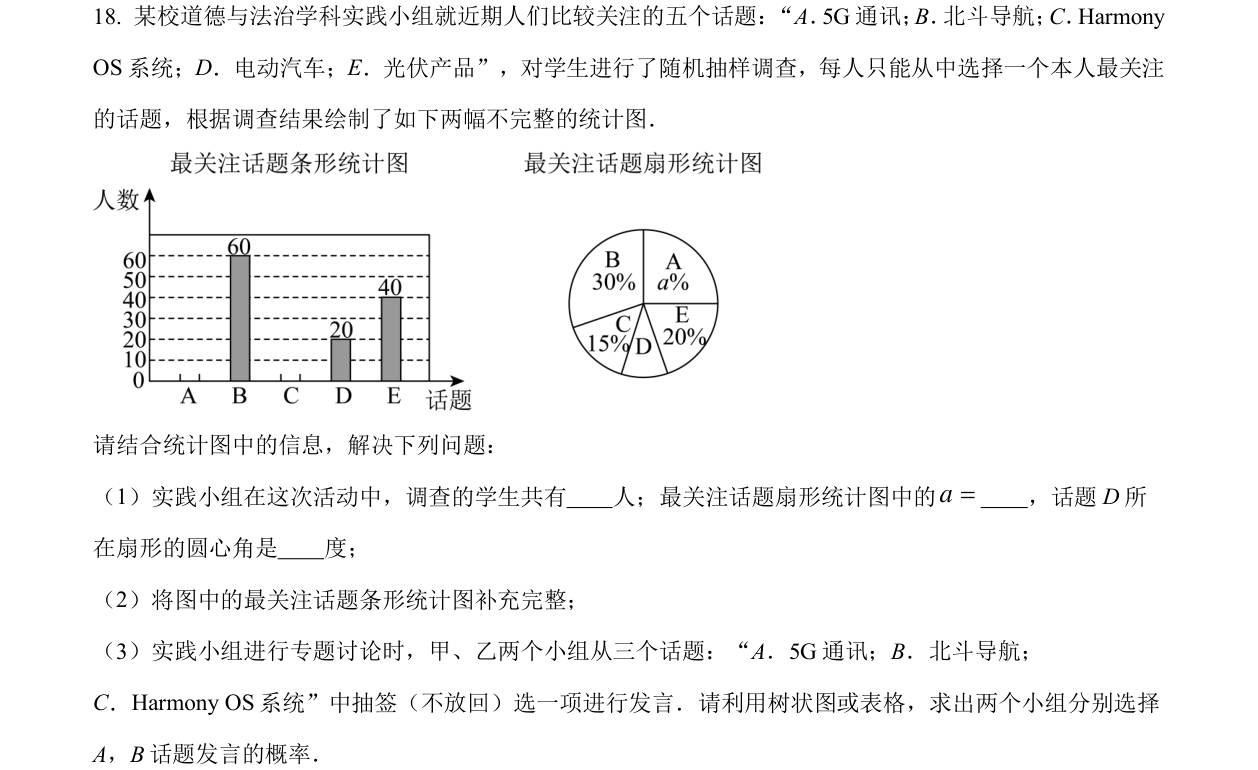 18. 某校道德与法治学科实践小组就近期人们比较关注的五个话题：“A．5G 通讯；B．北斗导航；C．Harmony
OS 系统；D．电动汽车；E．光伏产品”，对学生进行了随机抽样调查，每人只能从中选择一个本人最关注
的话题，根据调查结果绘制了如下两幅不完整的统计图．
最关注话题条形统计图
最关注话题扇形统计图
人数
60
50
40
30
20
10
0
60
20
40
A B C D E 话题
B
30%
A
a%
C
15%
D
E
20%
请结合统计图中的信息，解决下列问题：
（1）实践小组在这次活动中，调查的学生共有____人；最关注话题扇形统计图中的 a = ____，话题 D 所
在扇形的圆心角是____度；
（2）将图中的最关注话题条形统计图补充完整；
（3）实践小组进行专题讨论时，甲、乙两个小组从三个话题：“A．5G 通讯；B．北斗导航；
C．Harmony OS 系统”中抽签（不放回）选一项进行发言．请利用树状图或表格，求出两个小组分别选择
A，B 话题发言的概率．